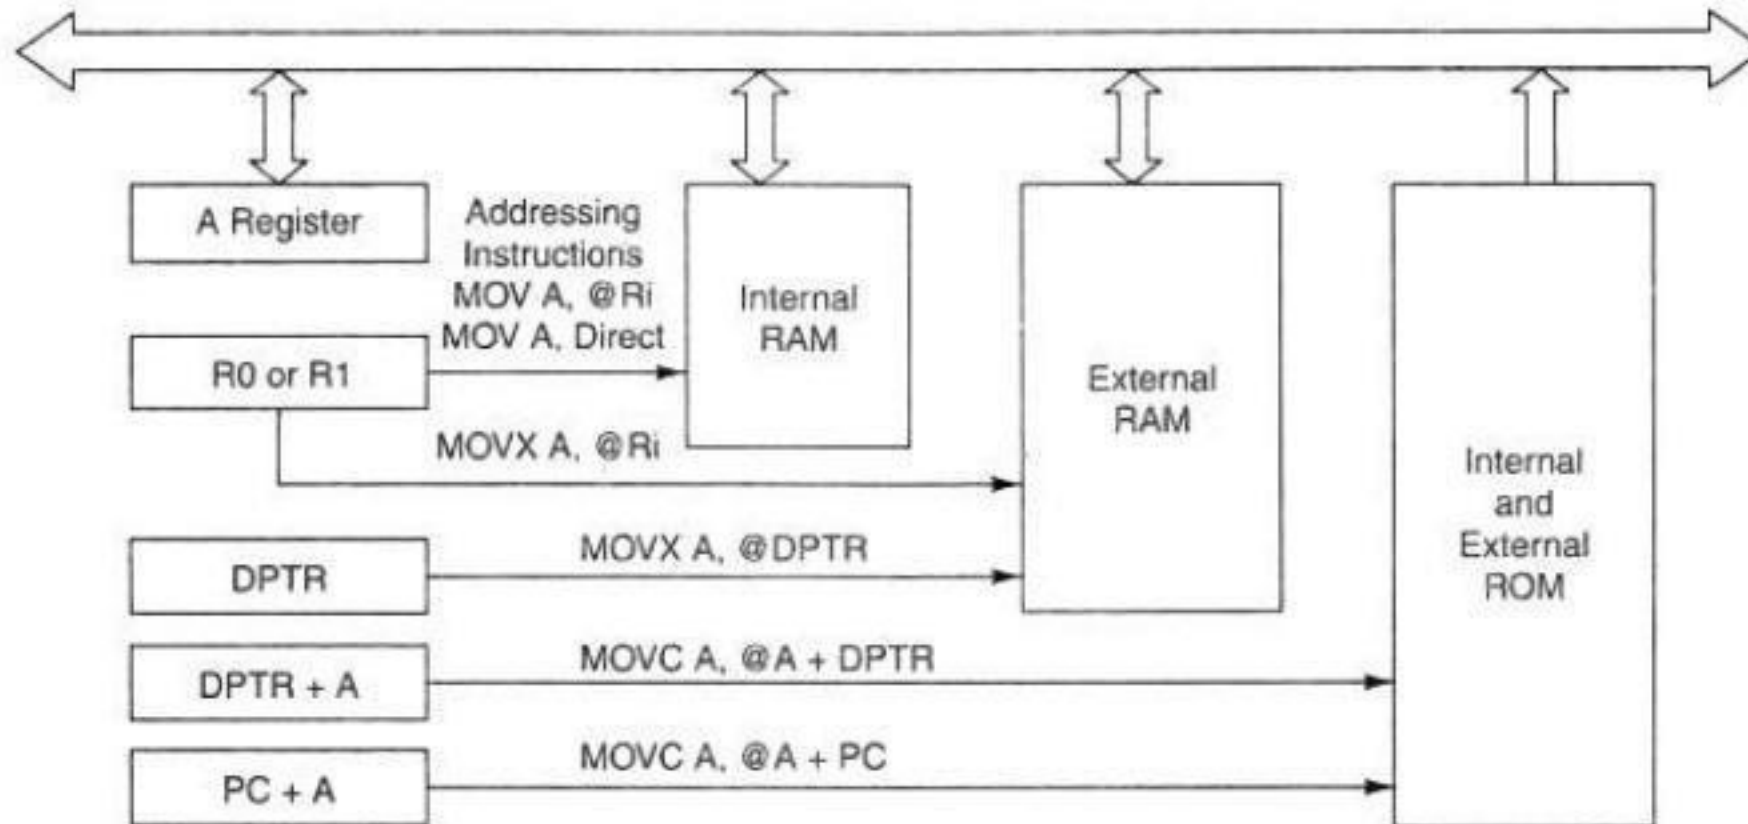 A Register
Addressing
Instructions
MOV A, @Ri
MOV A, Direct
R0 or R1
Internal
RAM
External
RAM
MOVX A, @Ri
Internal
and
External
ROM
DPTR
MOVX A, @DPTR
DPTR + A
MOVC A, @A + DPTR
PC + A
MOVC A, @A + PC